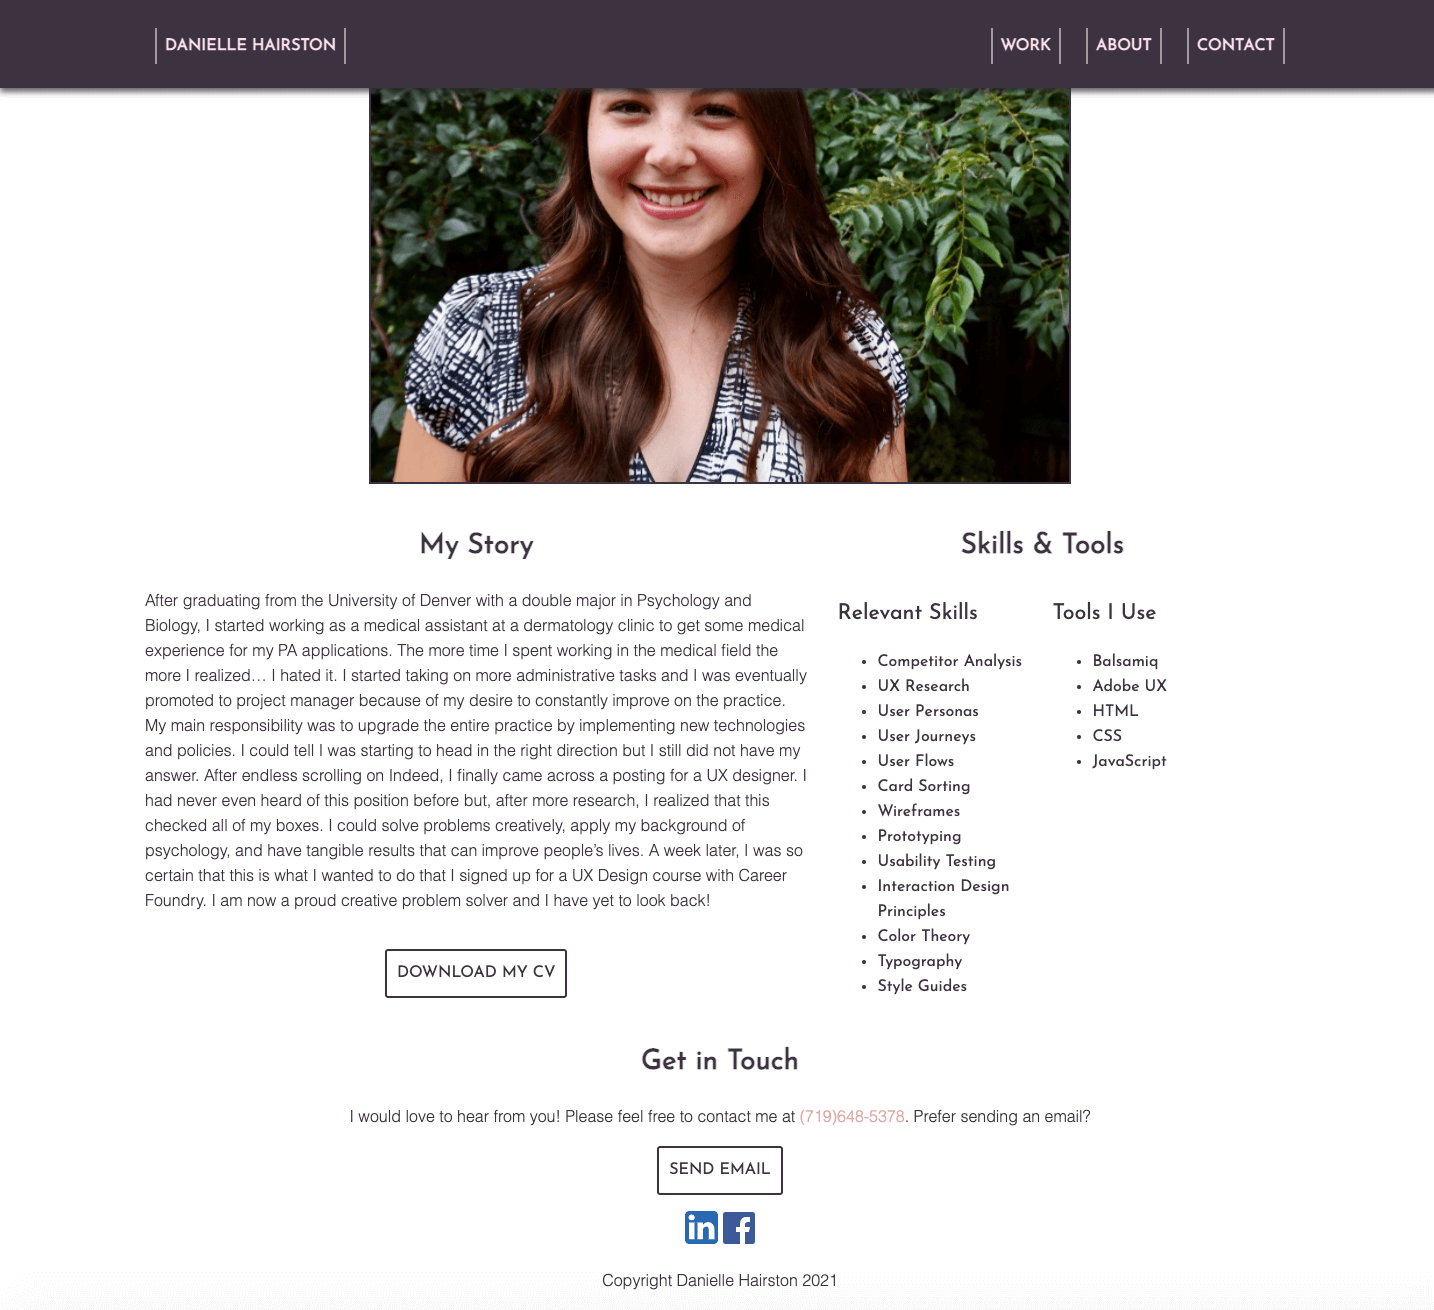 DANIELLE HAIRSTON
WORK
ABOUT
CONTACT
My Story
After graduating from the University of Denver with a double major in Psychology and
Biology, I started working as a medical assistant at a dermatology clinic to get some medical
experience for my PA applications. The more time I spent working in the medical field the
more I realized… I hated it. I started taking on more administrative tasks and I was eventually
promoted to project manager because of my desire to constantly improve on the practice.
My main responsibility was to upgrade the entire practice by implementing new technologies
and policies. I could tell I was starting to head in the right direction but I still did not have my
answer. After endless scrolling on Indeed, I finally came across a posting for a UX designer. I
had never even heard of this position before but, after more research, I realized that this
checked all of my boxes. I could solve problems creatively, apply my background of
psychology, and have tangible results that can improve people’s lives. A week later, I was so
certain that this is what I wanted to do that I signed up for a UX Design course with Career
Foundry. I am now a proud creative problem solver and I have yet to look back!
DOWNLOAD MY CV
Skills & Tools
Relevant Skills
• Competitor Analysis
• UX Research
• User Personas
• User Journeys
• User Flows
• Card Sorting
• Wireframes
• Prototyping
• Usability Testing
• Interaction Design
Principles
• Color Theory
• Typography
• Style Guides
Tools I Use
• Balsamiq
• Adobe UX
• HTML
• CSS
• JavaScript
Get in Touch
I would love to hear from you! Please feel free to contact me at (719)648-5378. Prefer sending an email?
SEND EMAIL
in f
Copyright Danielle Hairston 2021